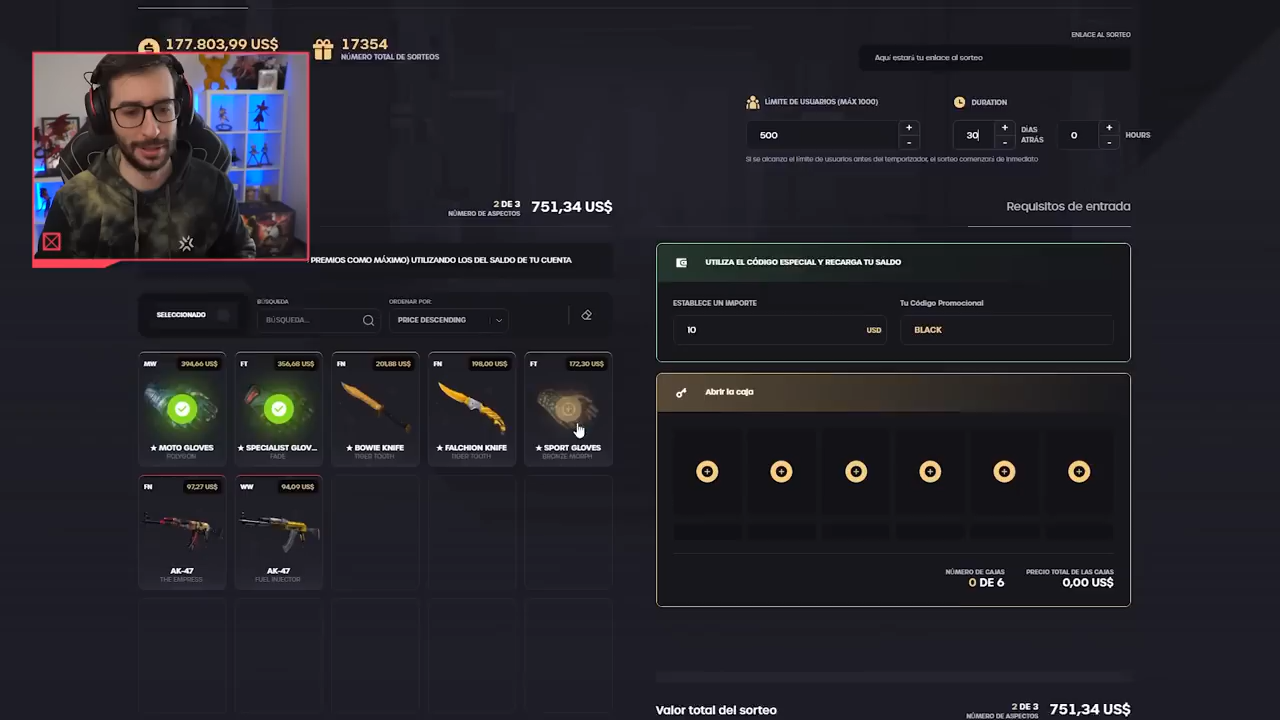 177.803,99 US$
17354
NÚMERO TOTAL DE SORTEOS
ENLACE AL SORTEO
Aquí estará tu enlace al sorteo
LÍMITE DE USUARIOS (MÁX 1000)
DURATION
500
+
-
30
+
-
DÍAS
ATRÁS
0
+
-
HOURS
Si se alcanza el límite de usuarios antes del temporizador, el sorteo comenzará de inmediato
2 DE 3
NÚMERO DE ASPECTOS
751,34 US$
Requisitos de entrada
PREMIOS COMO MÁXIMO) UTILIZANDO LOS DEL SALDO DE TU CUENTA
UTILIZA EL CÓDIGO ESPECIAL Y RECARGA TU SALDO
SELECCIONADO
BÚSQUEDA
BÚSQUEDA...
ORDENAR POR:
PRICE DESCENDING
ESTABLECE UN IMPORTE
10
USD
Tu Código Promocional
BLACK
MW 394,66 US$
★ MOTO GLOVES
POLYGON
FT 356,68 US$
★ SPECIALIST GLOV...
FADE
FN 201,88 US$
★ BOWIE KNIFE
TIGER TOOTH
FN 198,00 US$
★ FALCHION KNIFE
TIGER TOOTH
FT 172,30 US$
★ SPORT GLOVES
BRONZE MORPH
FN 97,27 US$
AK-47
THE EMPRESS
WW 94,09 US$
AK-47
FUEL INJECTOR
Abrir la caja
NÚMERO DE CAJAS
0 DE 6
PRECIO TOTAL DE LAS CAJAS
0,00 US$
Valor total del sorteo
2 DE 3
NÚMERO DE ASPECTOS
751,34 US$